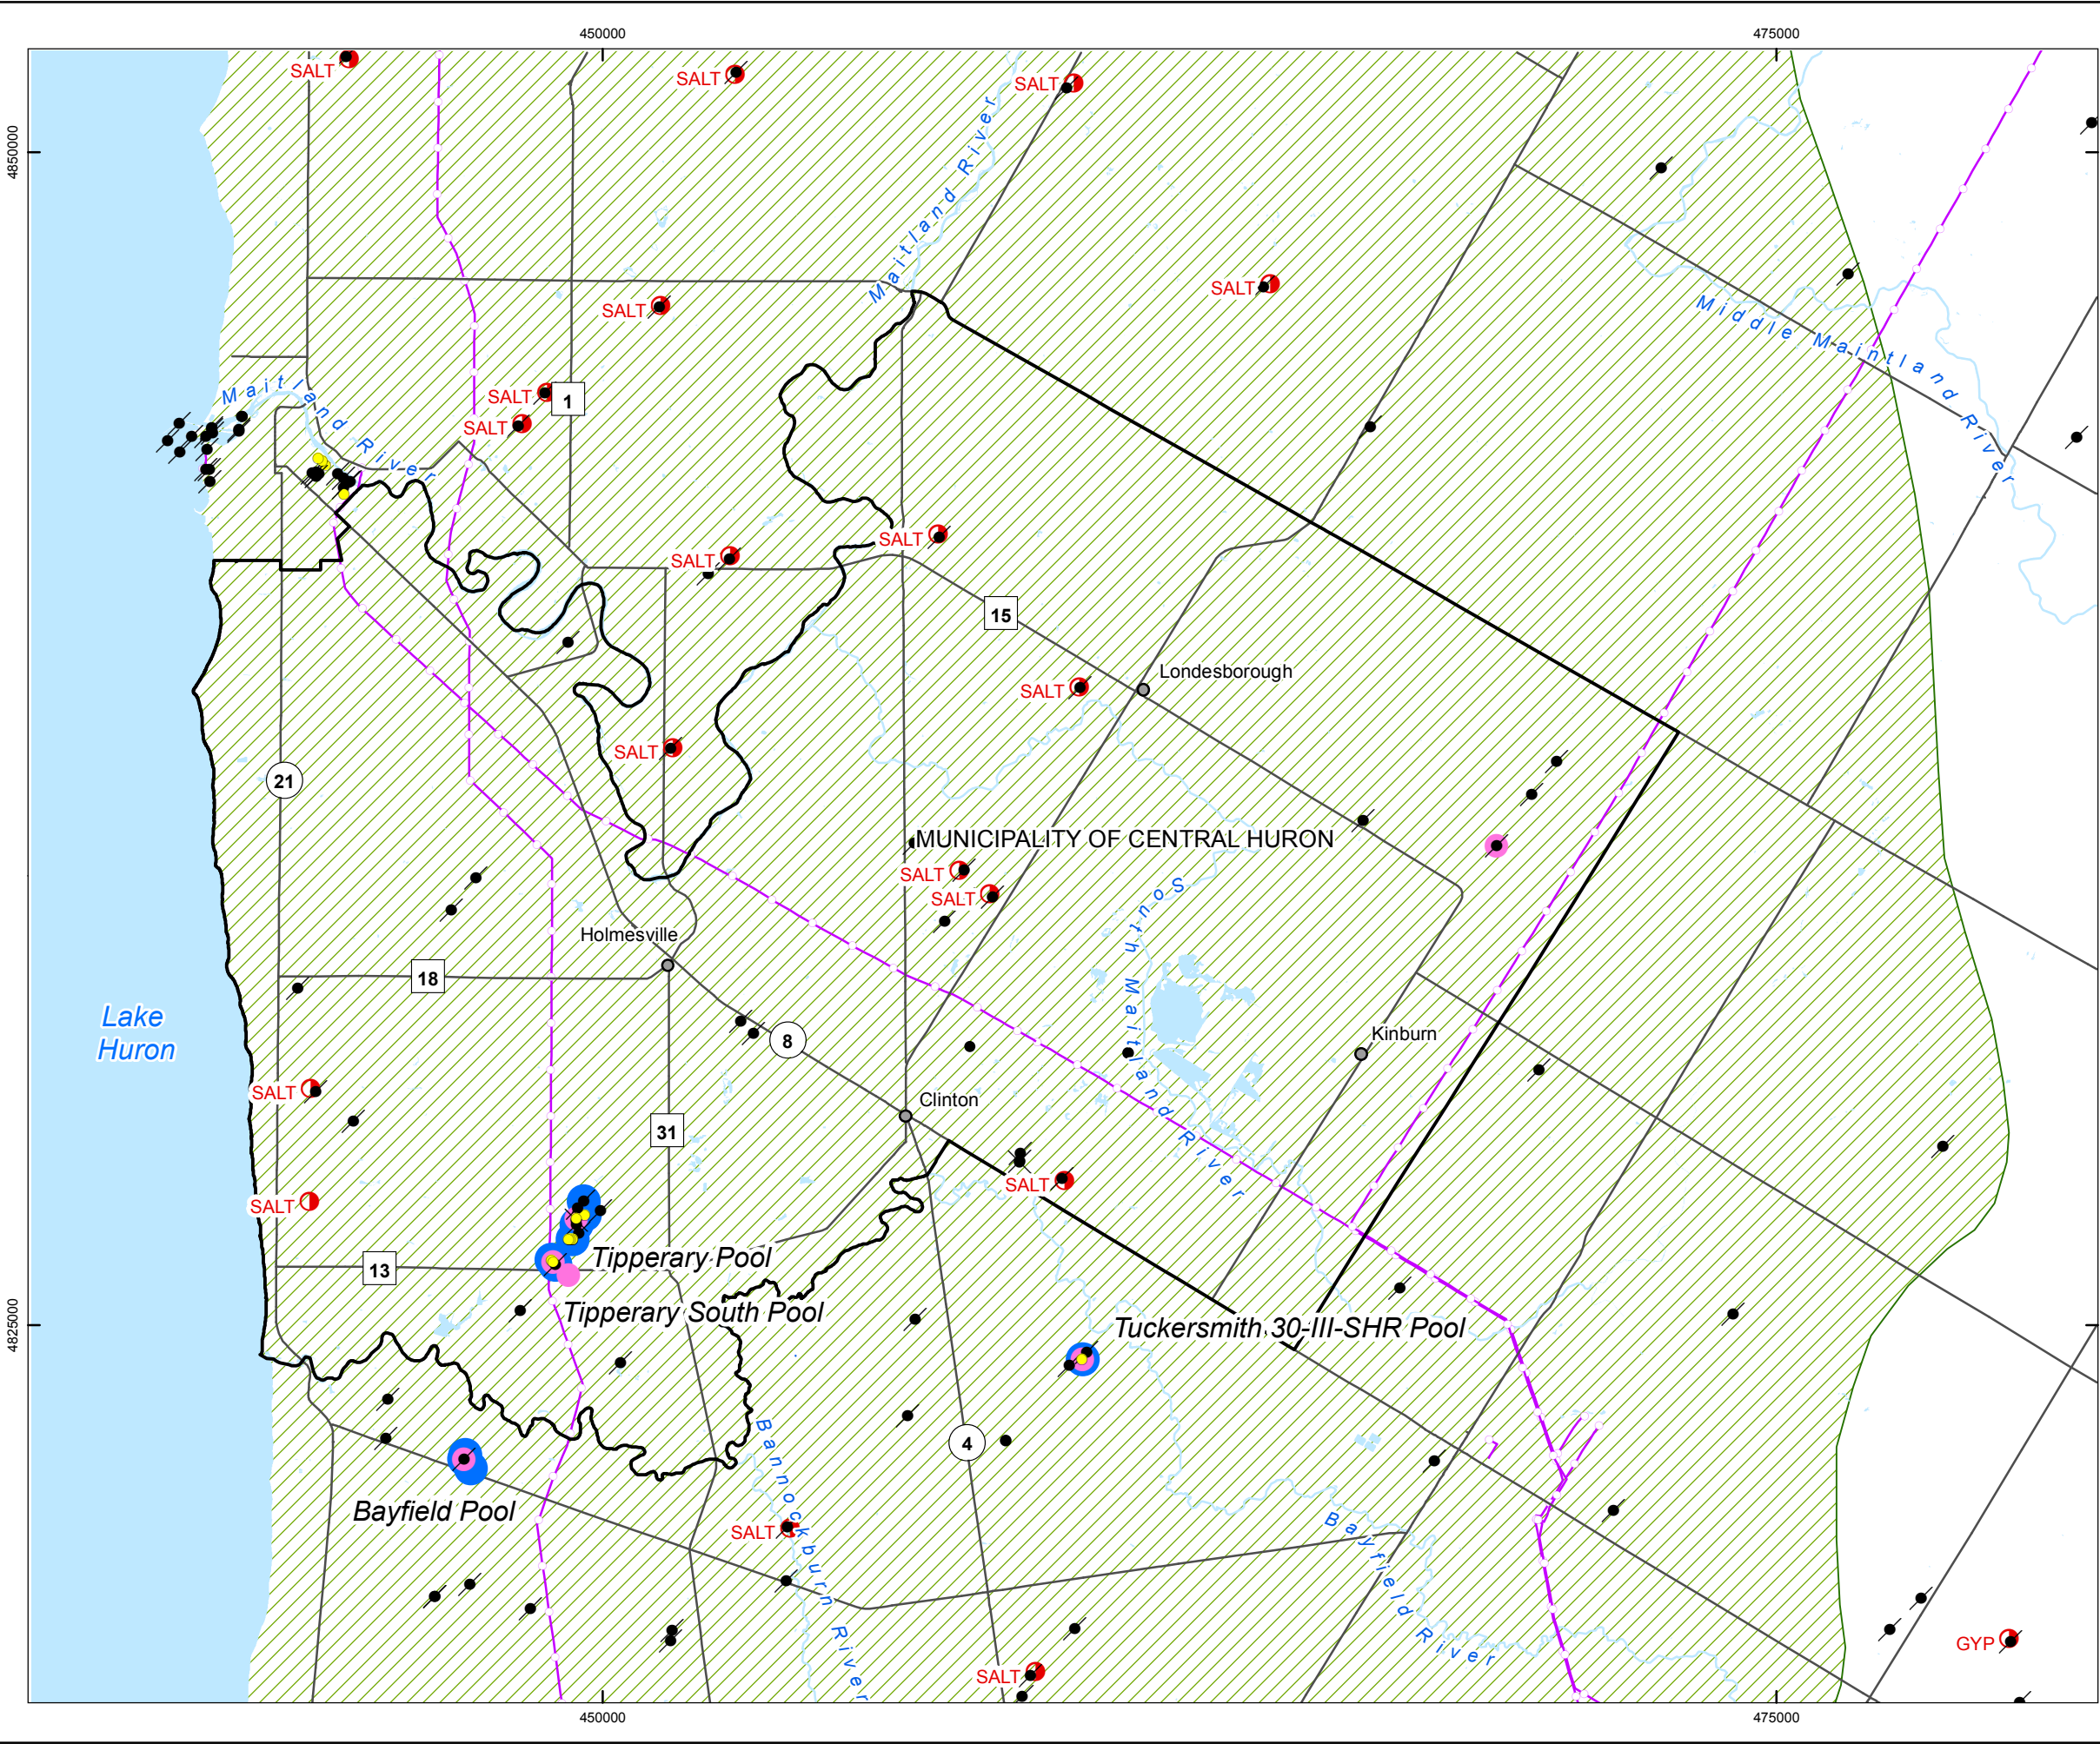 450000
475000
4850000
4825000
SALT
SALT
SALT
Maitland River
SALT
SALT
Middle Maintland River
SALT
Maitland River
1
SALT
SALT
SALT
15
Londesborough
SALT
SALT
21
MUNICIPALITY OF CENTRAL HURON
SALT
SALT
South Maitland River
Holmesville
18
Lake
Huron
8
Kinburn
SALT
Clinton
31
SALT
SALT
13
Tipperary Pool
Tipperary South Pool
Tuckersmith 30-III-SHR Pool
4
Bannockburn River
Bayfield Pool
SALT
Bayfield River
GYP
SALT
450000
475000